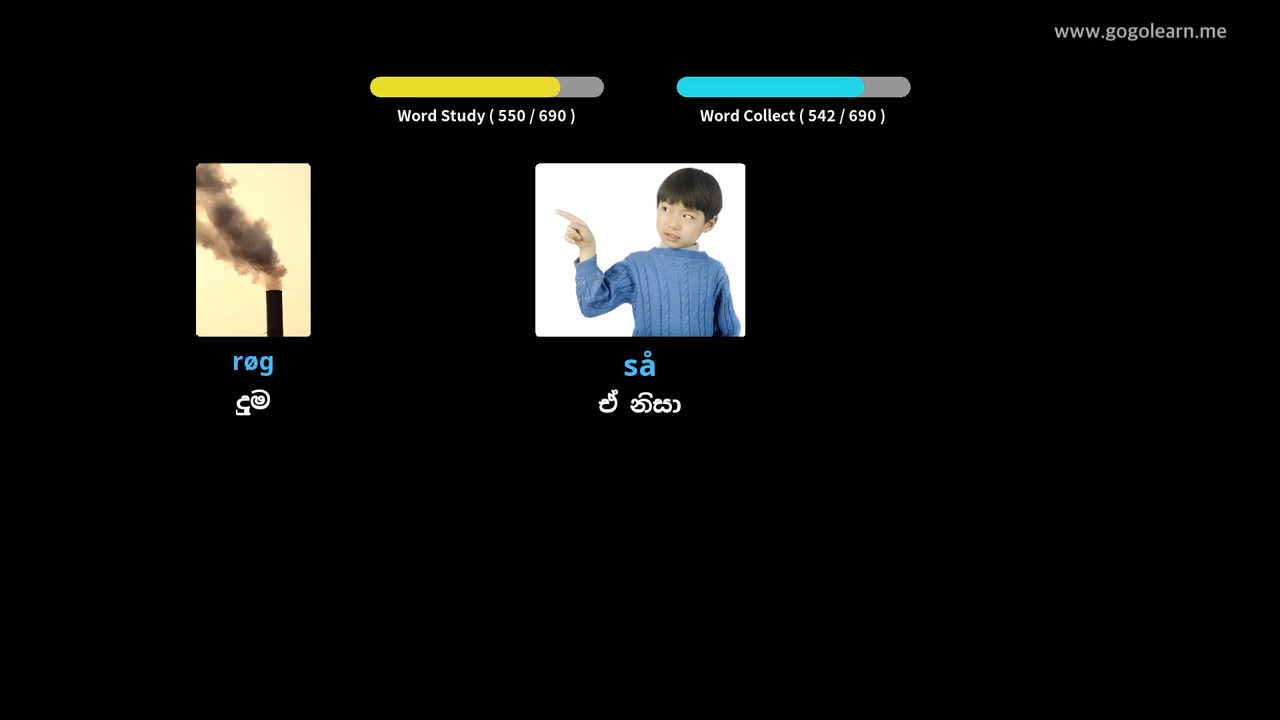 www.gogolearn.me
Word Study ( 550 / 690 )
Word Collect ( 542 / 690 )
røg
දුම
så
ඒ නිසා